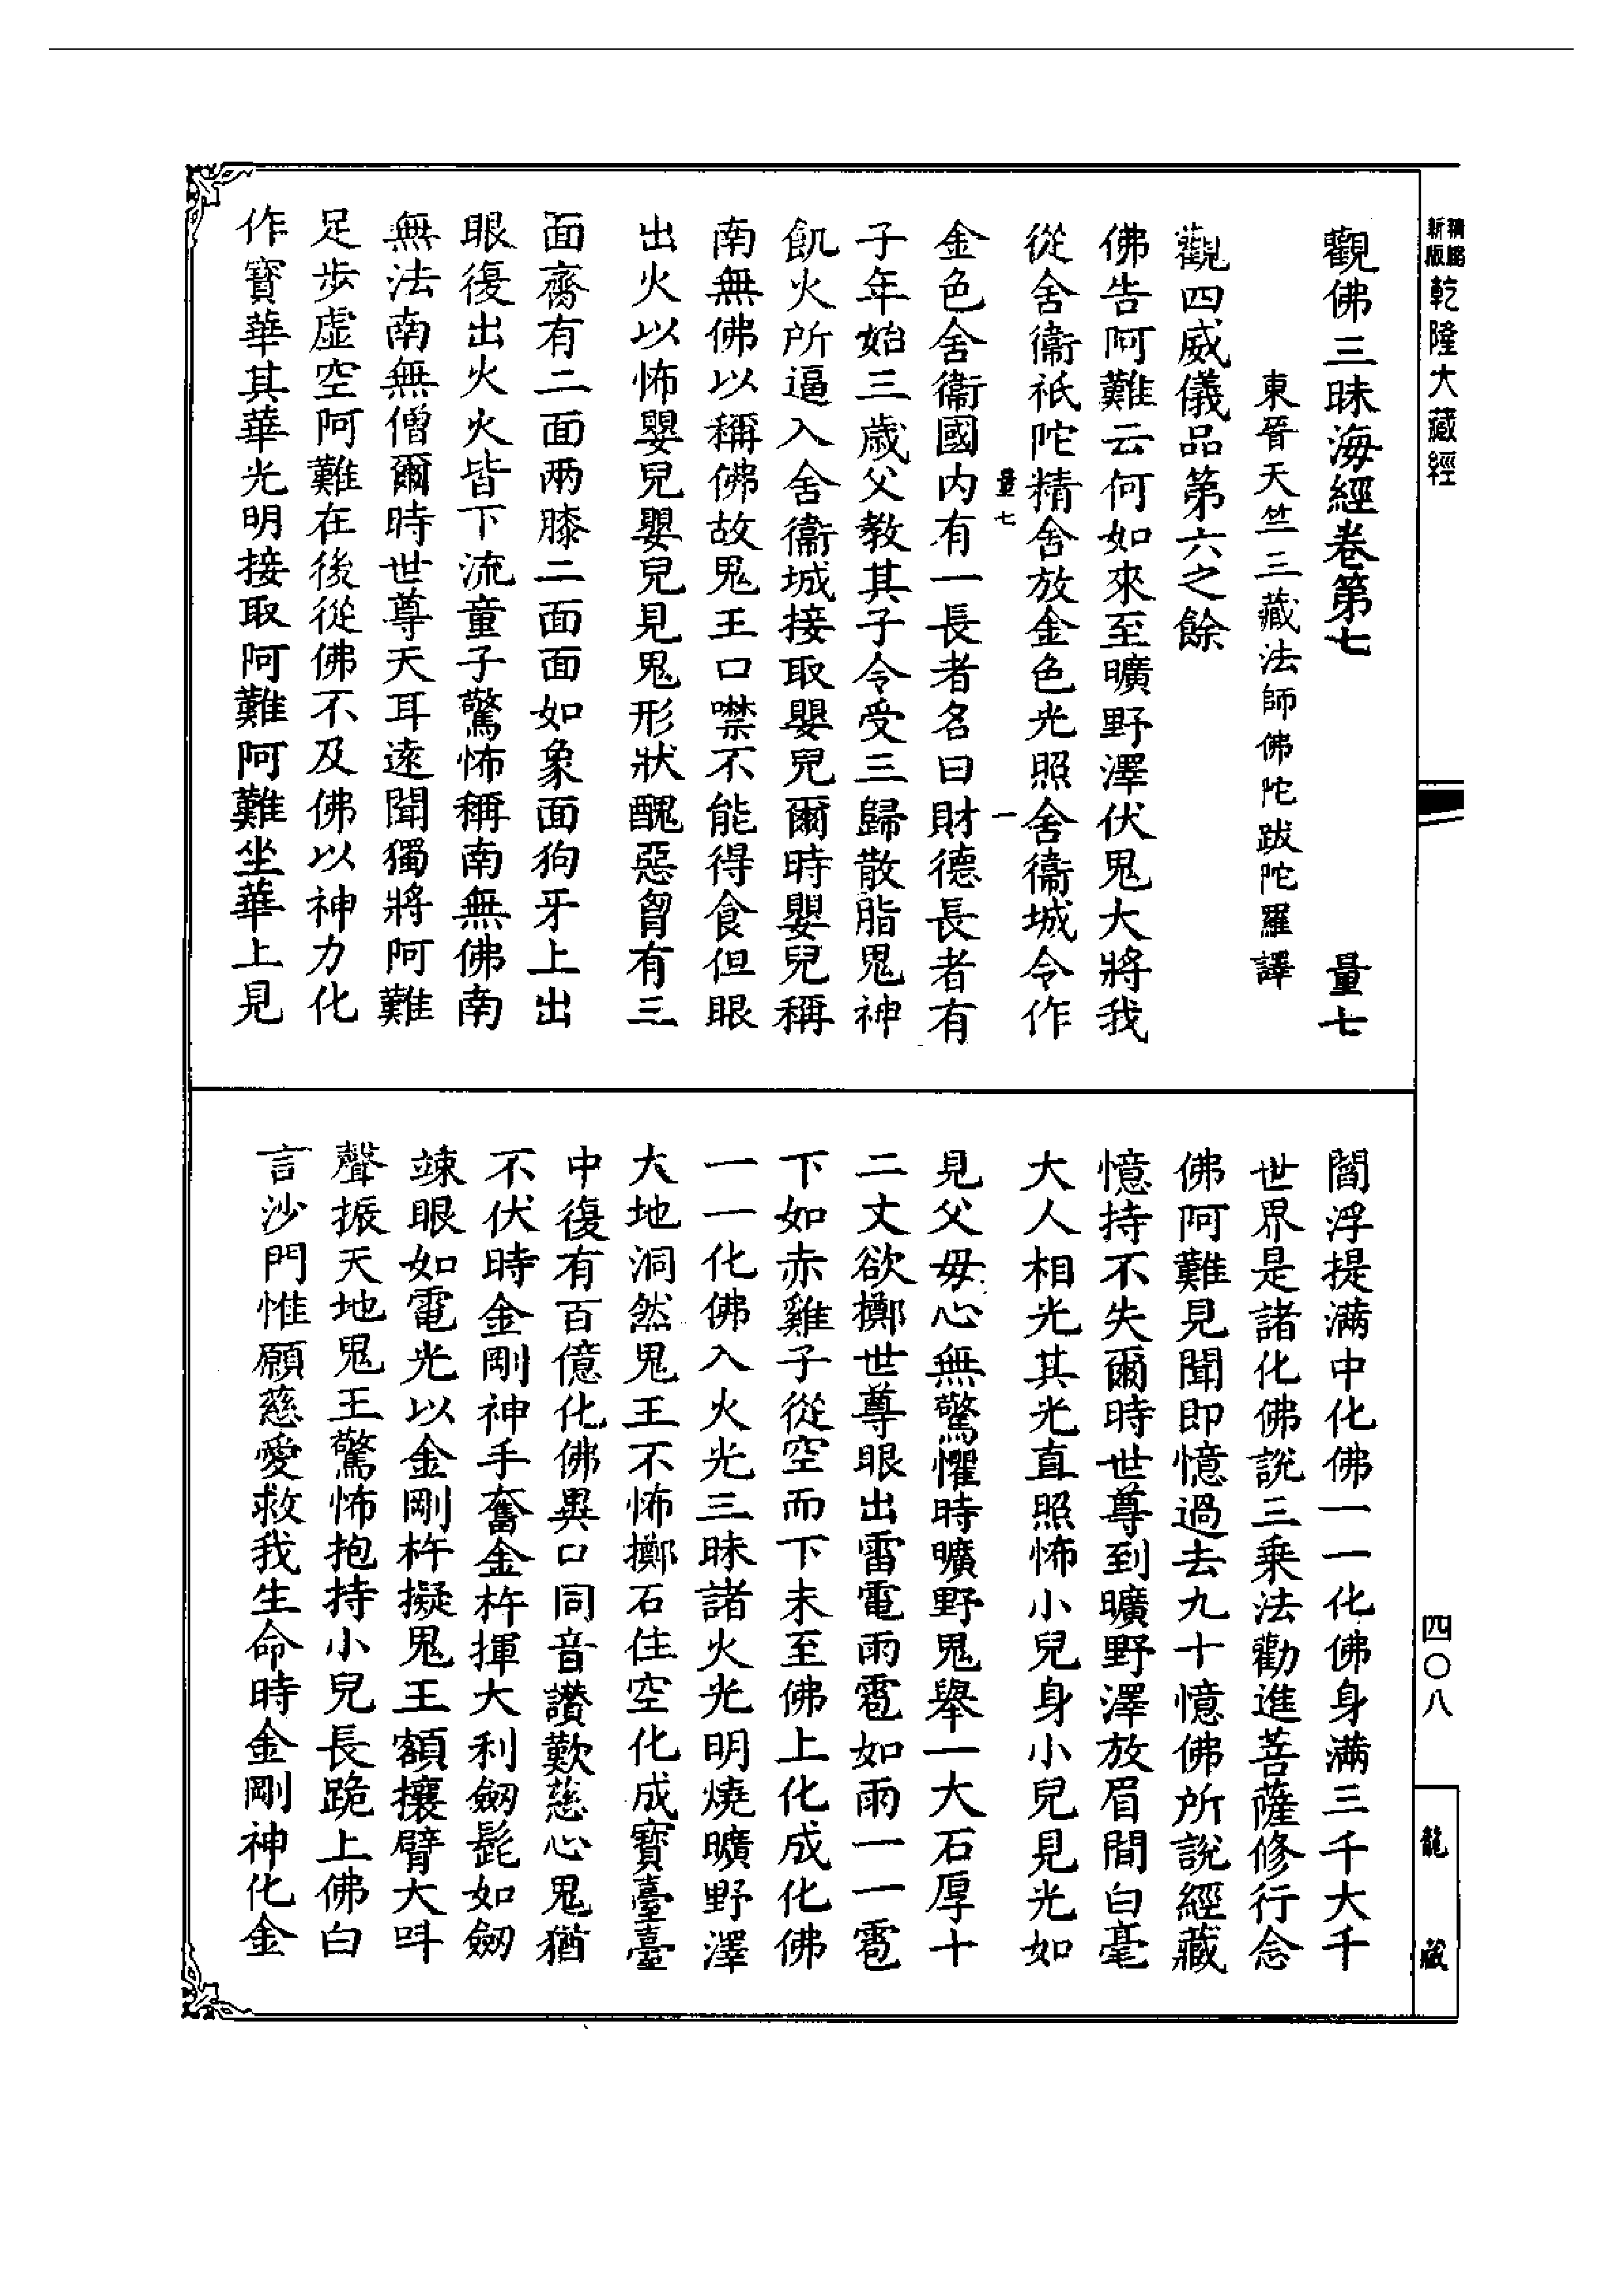 新版
精縮
乾隆大藏經
觀佛三昧海經卷第七　量七
東晉天竺三藏法師佛陀跋陀羅譯
觀四威儀品第六之餘
佛告阿難云何如來至曠野澤伏鬼大將我
從舍衞祇陀精舍放金色光照舍衞城令作
量七　一
金色舍衞國内有一長者名曰財德長者有
子年始三歲父教其子令受三歸散脂鬼神
飢火所逼入舍衞城接取嬰兒爾時嬰兒稱
南無佛以稱佛故鬼王口噤不能得食但眼
出火以怖嬰兒嬰兒見鬼形狀醜惡胷有三
面齊有二面兩膝二面面如象面狗牙上出
眼復出火火皆下流童子驚怖稱南無佛南
無法南無僧爾時世尊天耳遠聞獨將阿難
足步虛空阿難在後從佛不及佛以神力化
作寳華其華光明接取阿難阿難坐華上見
閻浮提滿中化佛一一化佛身滿三千大千
世界是諸化佛說三乘法勸進菩薩修行念
佛阿難見聞即憶過去九十憶佛所說經藏
憶持不失爾時世尊到曠野澤放眉間白毫
大人相光其光直照怖小兒身小兒見光如
見父母心無驚懼時曠野鬼舉一大石厚十
二丈欲擲世尊眼出雷電雨雹如雨一一雹
下如赤雞子從空而下未至佛上化成化佛
一一化佛入火光三昧諸火光明燒曠野澤
大地洞然鬼王不怖擲石住空化成寳臺臺
中復有百億化佛異口同音讚歎慈心鬼猶
不伏時金剛神手奮金杵揮大利劒髭如劒
竦眼如電光以金剛杵擬鬼王額攘臂大呌
聲振天地鬼王驚怖抱持小兒長跪上佛白
言沙門惟願慈愛救我生命時金剛神化金
四〇八
龍藏